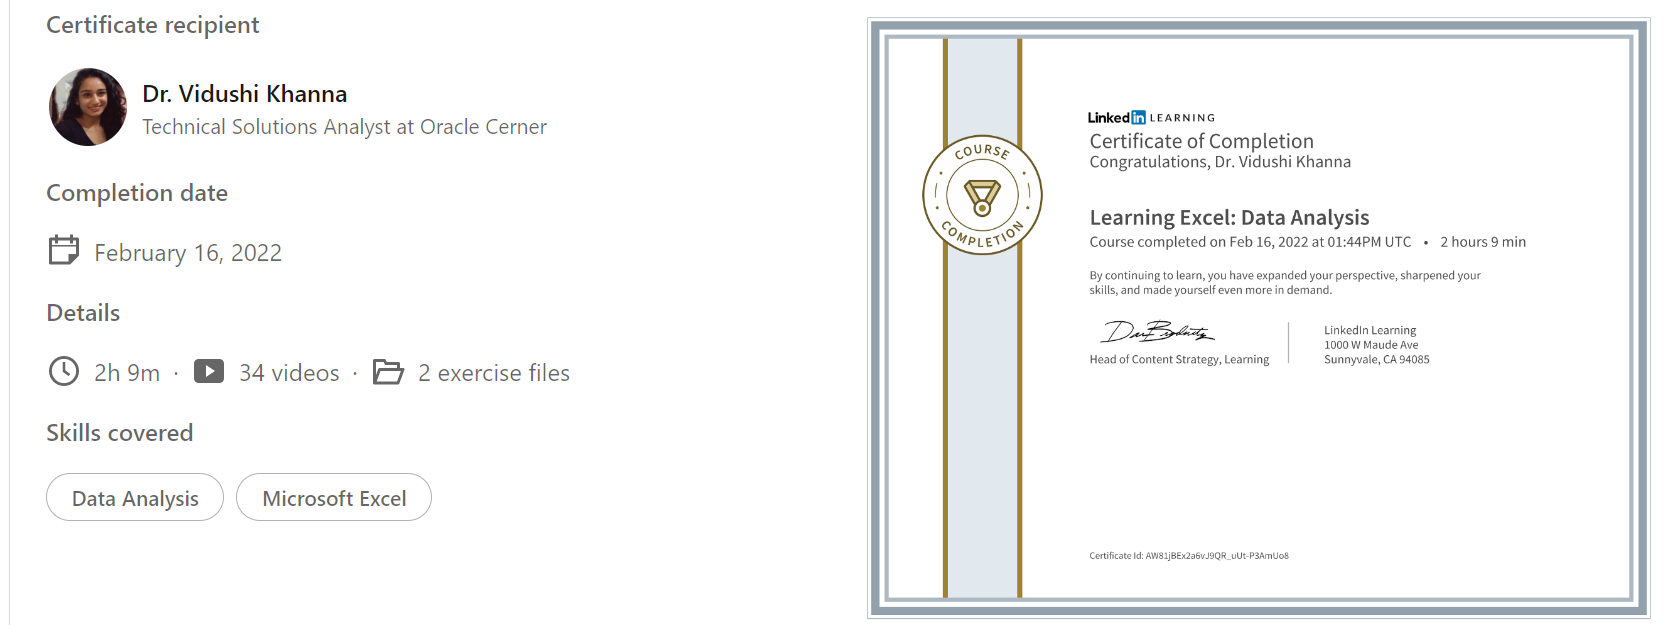 Certificate recipient
Dr. Vidushi Khanna
Technical Solutions Analyst at Oracle Cerner
Completion date
February 16, 2022
Details
2h 9m · 34 videos · 2 exercise files
Skills covered
Data Analysis
Microsoft Excel
COURSE
COMPLETION
Linked in LEARNING
Certificate of Completion
Congratulations, Dr. Vidushi Khanna
Learning Excel: Data Analysis
Course completed on Feb 16, 2022 at 01:44PM UTC • 2 hours 9 min
By continuing to learn, you have expanded your perspective, sharpened your
skills, and made yourself even more in demand.
Head of Content Strategy, Learning
LinkedIn Learning
1000 W Maude Ave
Sunnyvale, CA 94085
Certificate Id: AW81jBEx2a6vJ9QR_uUt-P3AmUo8